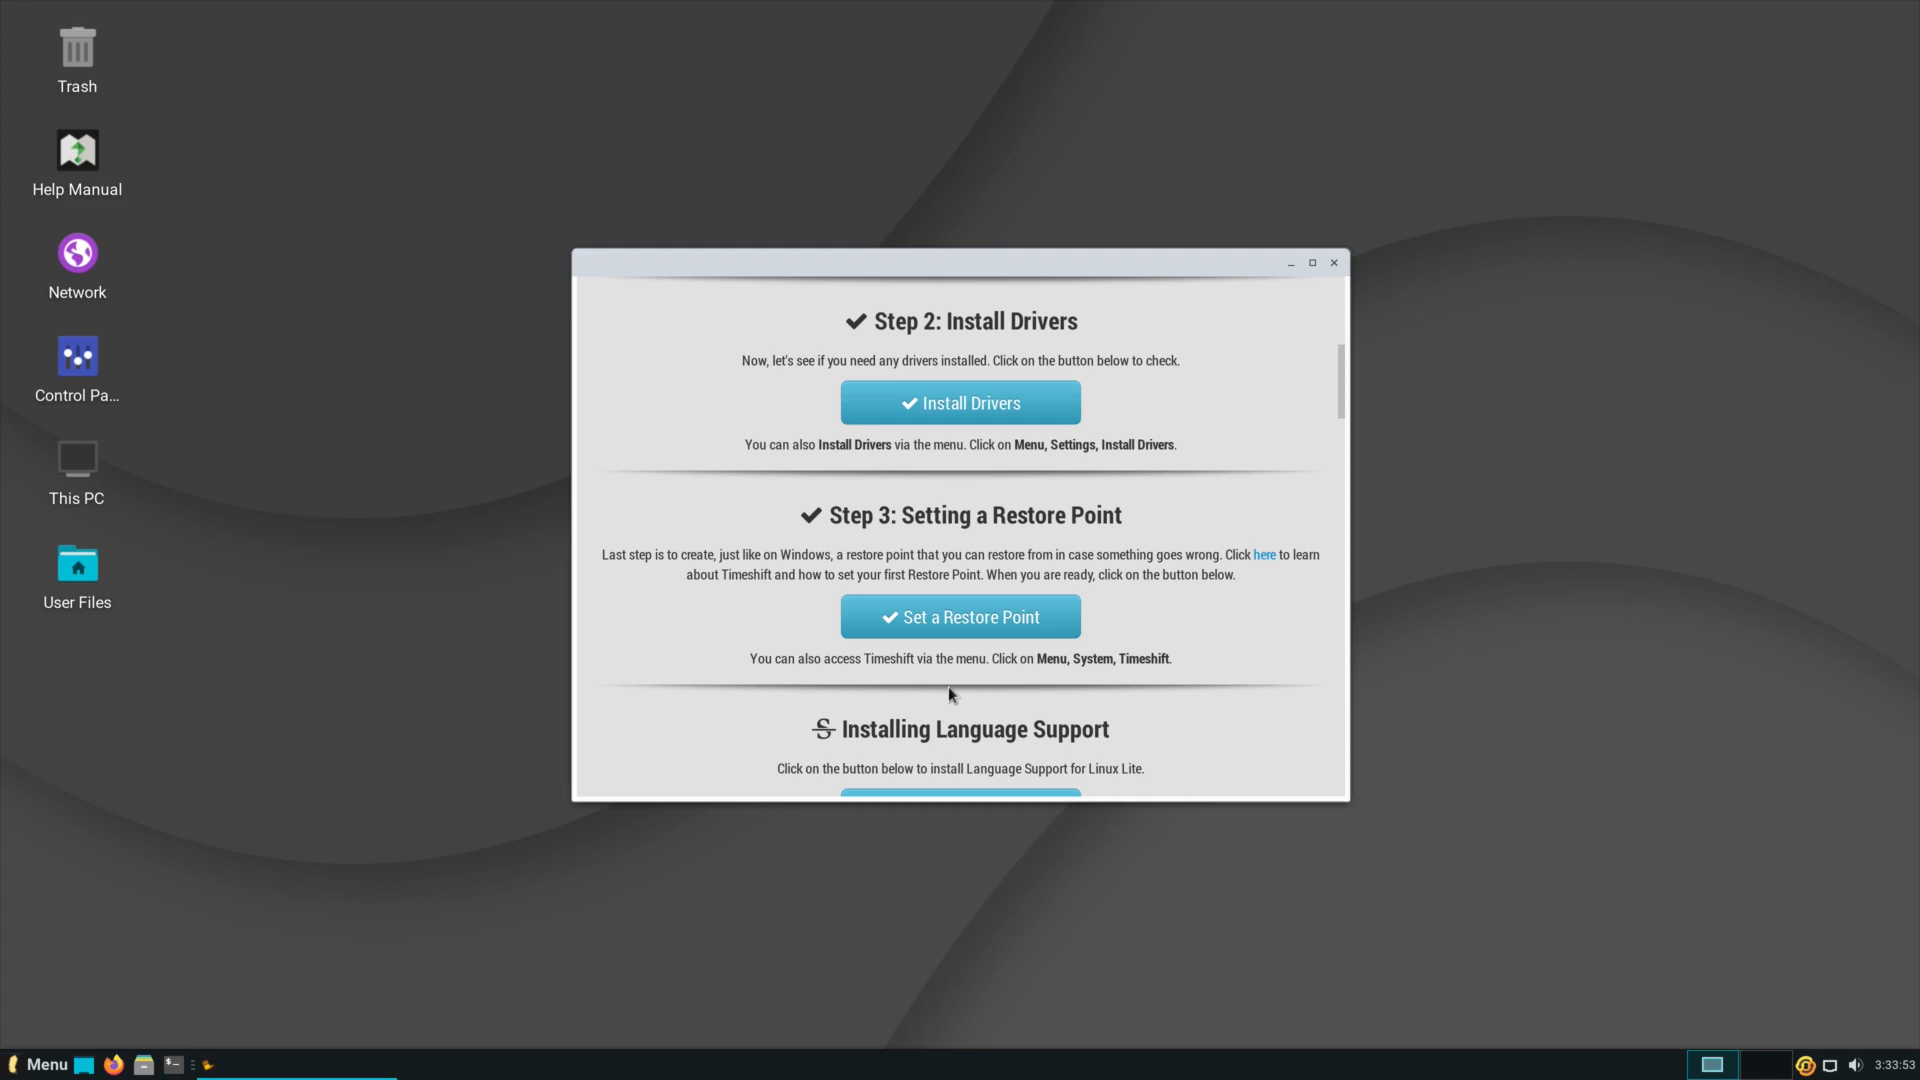 Trash
Help Manual
Network
Control Pa...
This PC
User Files
Step 2: Install Drivers
Now, let's see if you need any drivers installed. Click on the button below to check.
Install Drivers
You can also Install Drivers via the menu. Click on Menu, Settings, Install Drivers.
Step 3: Setting a Restore Point
Last step is to create, just like on Windows, a restore point that you can restore from in case something goes wrong. Click here to learn
about Timeshift and how to set your first Restore Point. When you are ready, click on the button below.
Set a Restore Point
You can also access Timeshift via the menu. Click on Menu, System, Timeshift.
Installing Language Support
Click on the button below to install Language Support for Linux Lite.
Menu
3:33:53